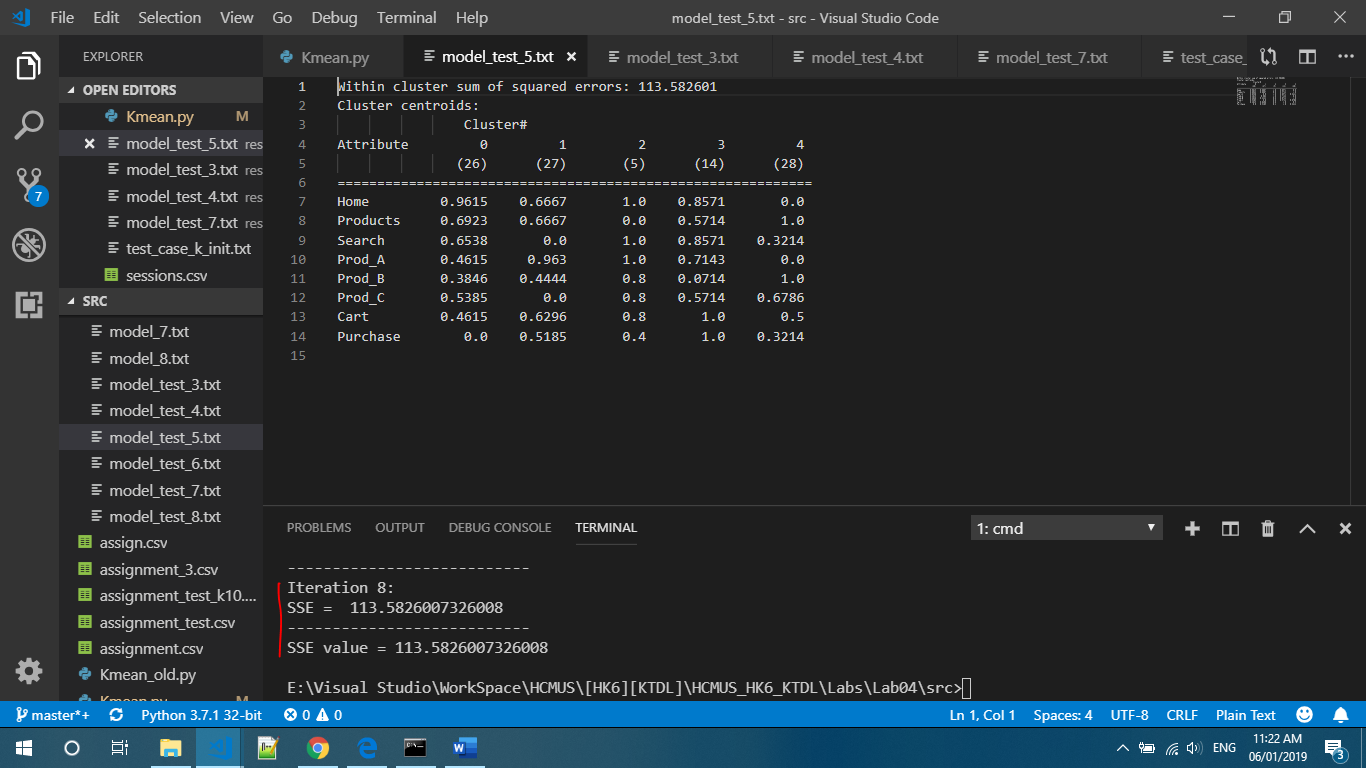 File Edit Selection View Go Debug Terminal Help model_test_5.txt - src - Visual Studio Code
EXPLORER
OPEN EDITORS
Kmean.py M
model_test_5.txt res
model_test_3.txt res
model_test_4.txt res
model_test_7.txt res
test_case_k_init.txt
sessions.csv
SRC
model_7.txt
model_8.txt
model_test_3.txt
model_test_4.txt
model_test_5.txt
model_test_6.txt
model_test_7.txt
model_test_8.txt
assign.csv
assignment_3.csv
assignment_test_k10....
assignment_test.csv
assignment.csv
Kmean_old.py
Kmean.py M
7
Kmean.py model_test_5.txt model_test_3.txt model_test_4.txt model_test_7.txt test_case_
1 Within cluster sum of squared errors: 113.582601
2 Cluster centroids:
3 Cluster#
4 Attribute 0 1 2 3 4
5 (26) (27) (5) (14) (28)
6 ============================================================
7 Home 0.9615 0.6667 1.0 0.8571 0.0
8 Products 0.6923 0.6667 0.0 0.5714 1.0
9 Search 0.6538 0.0 1.0 0.8571 0.3214
10 Prod_A 0.4615 0.963 1.0 0.7143 0.0
11 Prod_B 0.3846 0.4444 0.8 0.0714 1.0
12 Prod_C 0.5385 0.0 0.8 0.5714 0.6786
13 Cart 0.4615 0.6296 0.8 1.0 0.5
14 Purchase 0.0 0.5185 0.4 1.0 0.3214
15
PROBLEMS OUTPUT DEBUG CONSOLE TERMINAL 1: cmd
---------------------------
Iteration 8:
SSE =  113.5826007326008
---------------------------
SSE value = 113.5826007326008
E:\Visual Studio\WorkSpace\HCMUS\[HK6][KTDL]\HCMUS_HK6_KTDL\Labs\Lab04\src>
master*+ Python 3.7.1 32-bit 0 0 Ln 1, Col 1 Spaces: 4 UTF-8 CRLF Plain Text
ENG 11:22 AM
06/01/2019
3